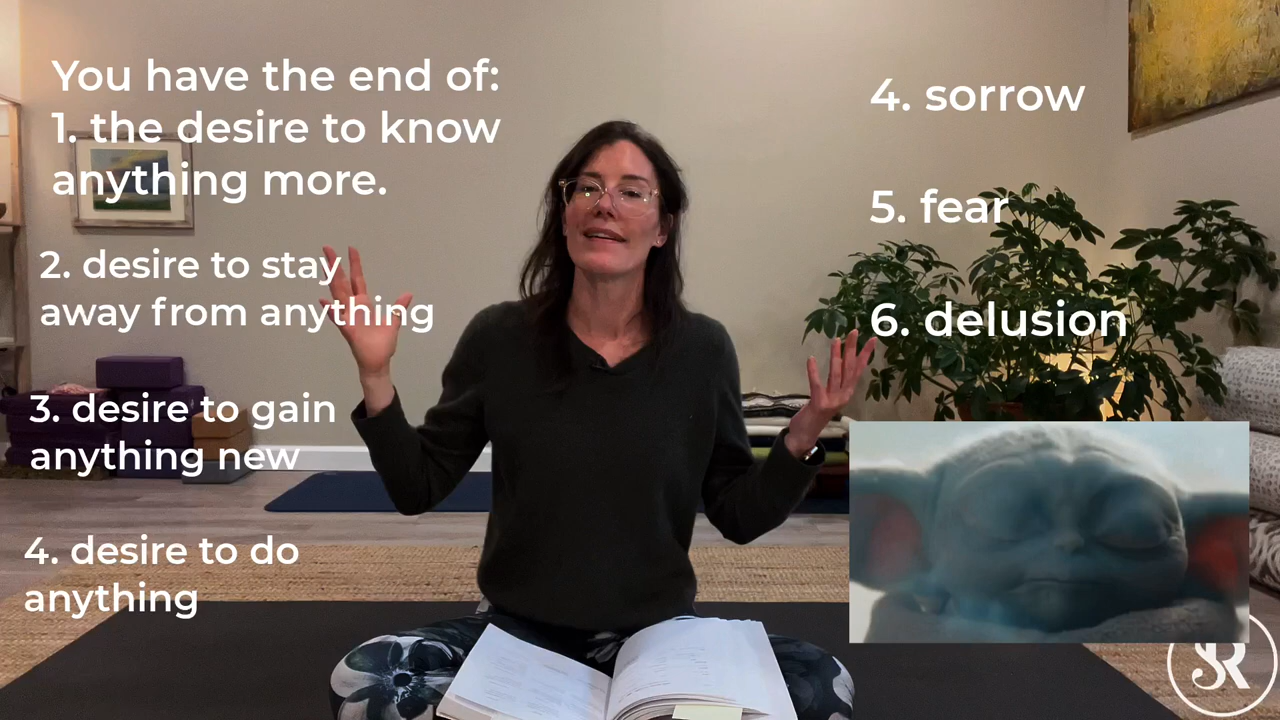 You have the end of:
1. the desire to know
anything more.
2. desire to stay
away from anything
3. desire to gain
anything new
4. desire to do
anything
4. sorrow
5. fear
6. delusion